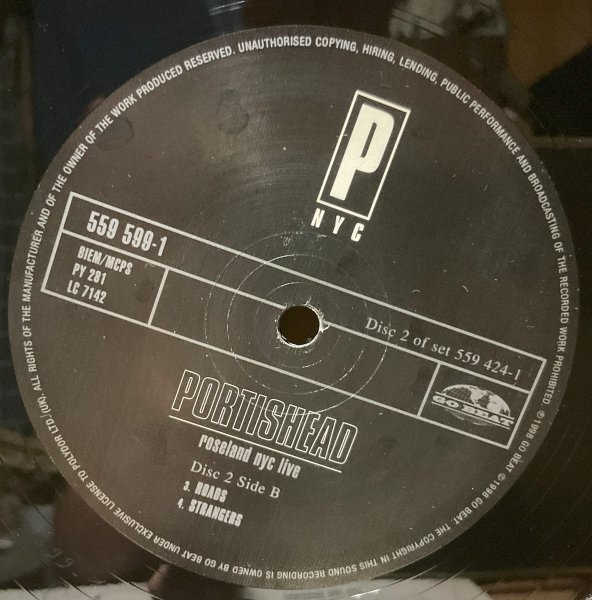 ALL RIGHTS OF THE MANUFACTURER AND OF THE OWNER OF THE WORK PRODUCED RESERVED. UNAUTHORISED COPYING, HIRING, LENDING, PUBLIC PERFORMANCE AND BROADCASTING OF THE RECORDED WORK PROHIBITED. ℗1998 GO BEAT ©1998 GO BEAT. THE COPYRIGHT IN THIS SOUND RECORDING IS OWNED BY GO BEAT UNDER EXCLUSIVE LICENSE TO POLYDOR LTD.(UK).
P
NYC
559 599-1
BIEM/MCPS
PY 281
LC 7142
Disc 2 of set 559 424-1
GO BEAT
PORTISHEAD
roseland nyc live
Disc 2 Side B
3. ROADS
4. STRANGERS